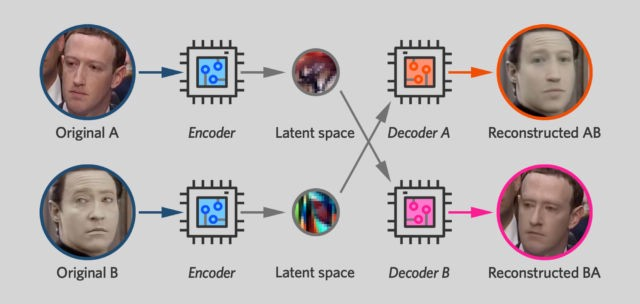 Original A
Encoder
Latent space
Decoder A
Reconstructed AB
Original B
Encoder
Latent space
Decoder B
Reconstructed BA